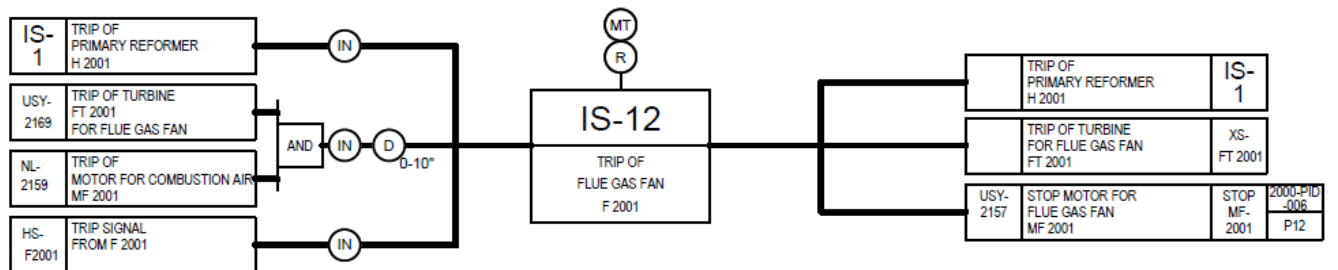 IS-
1
TRIP OF
PRIMARY REFORMER
H 2001
IN
USY-
2169
TRIP OF TURBINE
FT 2001
FOR FLUE GAS FAN
NL-
2159
TRIP OF
MOTOR FOR COMBUSTION AIR
MF 2001
AND
IN
D
0-10"
HS-
F2001
TRIP SIGNAL
FROM F 2001
IN
MT
R
IS-12
TRIP OF
FLUE GAS FAN
F 2001
TRIP OF
PRIMARY REFORMER
H 2001
IS-
1
TRIP OF TURBINE
FOR FLUE GAS FAN
FT 2001
XS-
FT 2001
USY-
2157
STOP MOTOR FOR
FLUE GAS FAN
MF 2001
STOP
MF-
2001
2000-PID
-006
P12